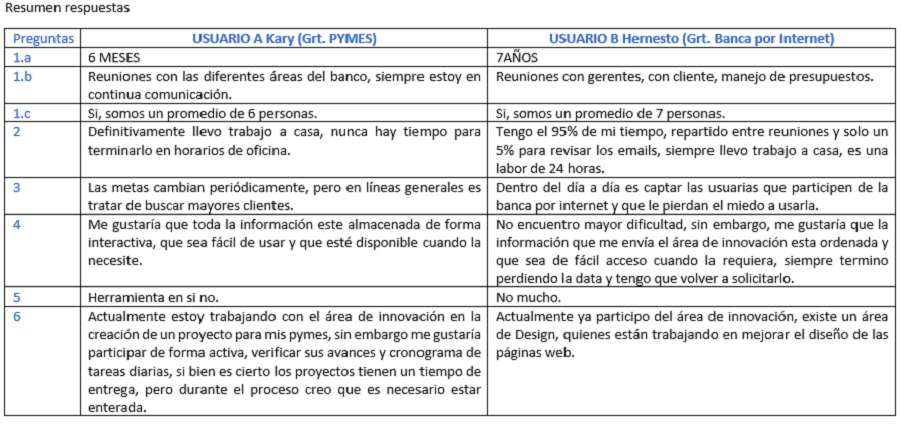 Resumen respuestas
Preguntas
USUARIO A Kary (Grt. PYMES)
USUARIO B Hernesto (Grt. Banca por Internet)
1.a
6 MESES
7AÑOS
1.b
Reuniones con las diferentes áreas del banco, siempre estoy en
continua comunicación.
Reuniones con gerentes, con cliente, manejo de presupuestos.
1.c
Si, somos un promedio de 6 personas.
Si, somos un promedio de 7 personas.
2
Definitivamente llevo trabajo a casa, nunca hay tiempo para
terminarlo en horarios de oficina.
Tengo el 95% de mi tiempo, repartido entre reuniones y solo un
5% para revisar los emails, siempre llevo trabajo a casa, es una
labor de 24 horas.
3
Las metas cambian periódicamente, pero en líneas generales es
tratar de buscar mayores clientes.
Dentro del día a día es captar las usuarias que participen de la
banca por internet y que le pierdan el miedo a usarla.
4
Me gustaría que toda la información este almacenada de forma
interactiva, que sea fácil de usar y que esté disponible cuando la
necesite.
No encuentro mayor dificultad, sin embargo, me gustaría que la
información que me envía el área de innovación esta ordenada y
que sea de fácil acceso cuando la requiera, siempre termino
perdiendo la data y tengo que volver a solicitarlo.
5
Herramienta en si no.
No mucho.
6
Actualmente estoy trabajando con el área de innovación en la
creación de un proyecto para mis pymes, sin embargo me gustaría
participar de forma activa, verificar sus avances y cronograma de
tareas diarias, si bien es cierto los proyectos tienen un tiempo de
entrega, pero durante el proceso creo que es necesario estar
enterada.
Actualmente ya participo del área de innovación, existe un área
de Design, quienes están trabajando en mejorar el diseño de las
páginas web.